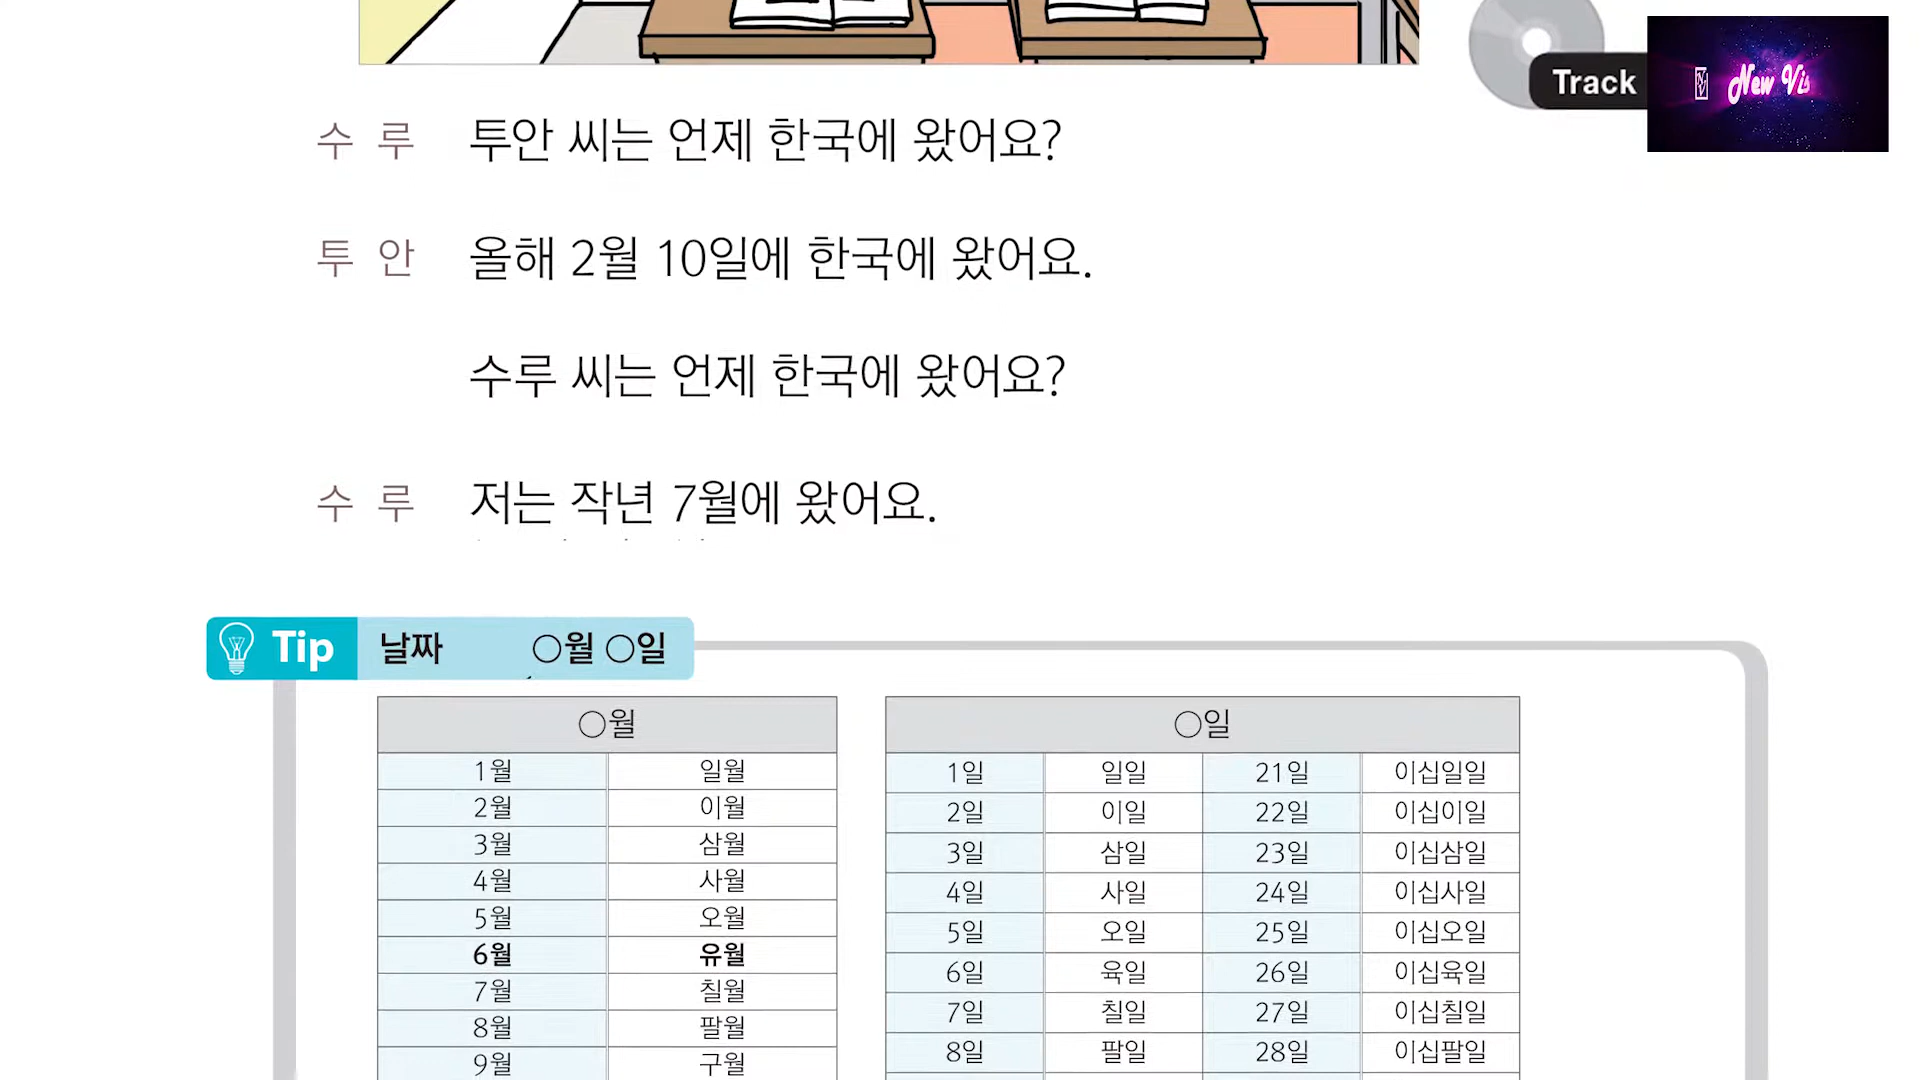 Track
New Vis
수 루 투안 씨는 언제 한국에 왔어요?
투 안 올해 2월 10일에 한국에 왔어요.
수루 씨는 언제 한국에 왔어요?
수 루 저는 작년 7월에 왔어요.
Tip 날짜 ○월 ○일
○월
1월 일월
2월 이월
3월 삼월
4월 사월
5월 오월
6월 유월
7월 칠월
8월 팔월
9월 구월
○일
1일 일일 21일 이십일일
2일 이일 22일 이십이일
3일 삼일 23일 이십삼일
4일 사일 24일 이십사일
5일 오일 25일 이십오일
6일 육일 26일 이십육일
7일 칠일 27일 이십칠일
8일 팔일 28일 이십팔일